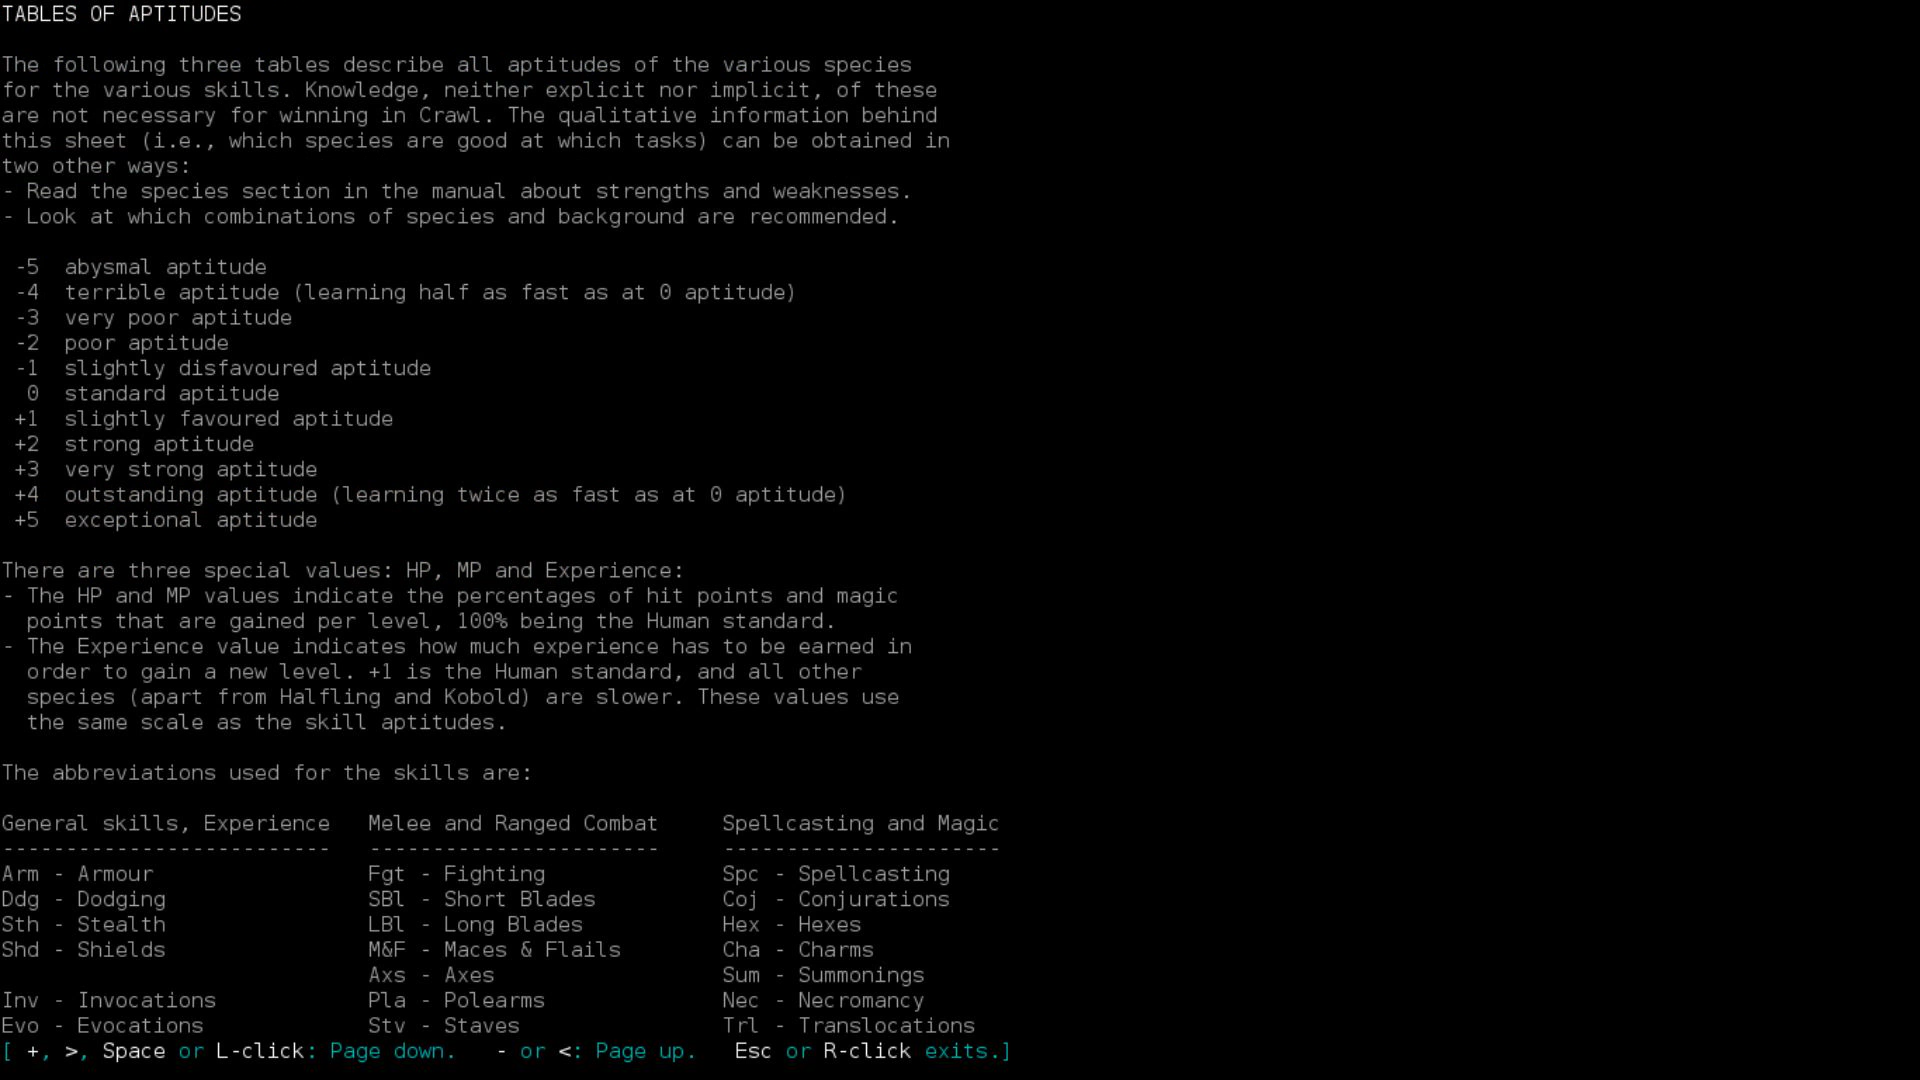 TABLES OF APTITUDES
The following three tables describe all aptitudes of the various species
for the various skills. Knowledge, neither explicit nor implicit, of these
are not necessary for winning in Crawl. The qualitative information behind
this sheet (i.e., which species are good at which tasks) can be obtained in
two other ways:
- Read the species section in the manual about strengths and weaknesses.
- Look at which combinations of species and background are recommended.
-5  abysmal aptitude
-4  terrible aptitude (learning half as fast as at 0 aptitude)
-3  very poor aptitude
-2  poor aptitude
-1  slightly disfavoured aptitude
0  standard aptitude
+1  slightly favoured aptitude
+2  strong aptitude
+3  very strong aptitude
+4  outstanding aptitude (learning twice as fast as at 0 aptitude)
+5  exceptional aptitude
There are three special values: HP, MP and Experience:
- The HP and MP values indicate the percentages of hit points and magic
points that are gained per level, 100% being the Human standard.
- The Experience value indicates how much experience has to be earned in
order to gain a new level. +1 is the Human standard, and all other
species (apart from Halfling and Kobold) are slower. These values use
the same scale as the skill aptitudes.
The abbreviations used for the skills are:
General skills, Experience   Melee and Ranged Combat     Spellcasting and Magic
--------------------------   -----------------------     ----------------------
Arm - Armour                 Fgt - Fighting              Spc - Spellcasting
Ddg - Dodging                SBl - Short Blades          Coj - Conjurations
Sth - Stealth                LBl - Long Blades           Hex - Hexes
Shd - Shields                M&F - Maces & Flails        Cha - Charms
Axs - Axes                  Sum - Summonings
Inv - Invocations            Pla - Polearms              Nec - Necromancy
Evo - Evocations             Stv - Staves                Trl - Translocations
[ +, >, Space or L-click: Page down.   - or <: Page up.   Esc or R-click exits.]